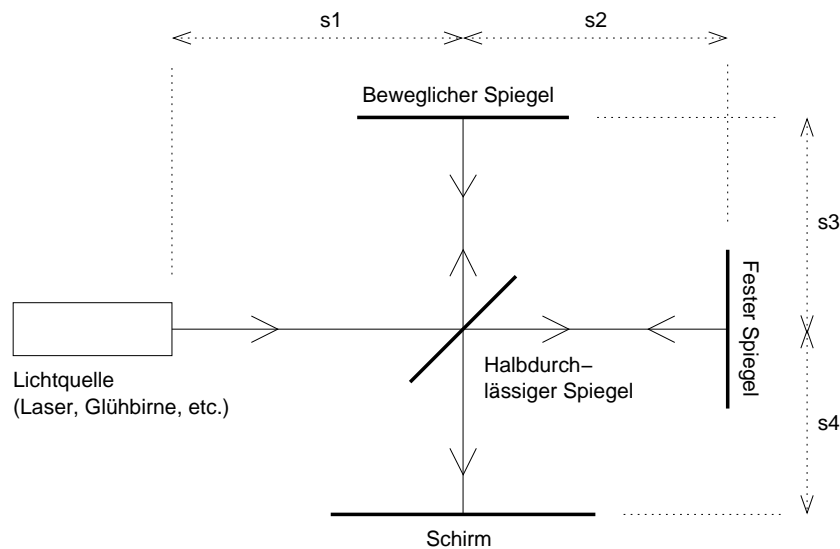 s1
s2
Beweglicher Spiegel
s3
Fester Spiegel
Halbdurch–
lässiger Spiegel
Lichtquelle
(Laser, Glühbirne, etc.)
s4
Schirm